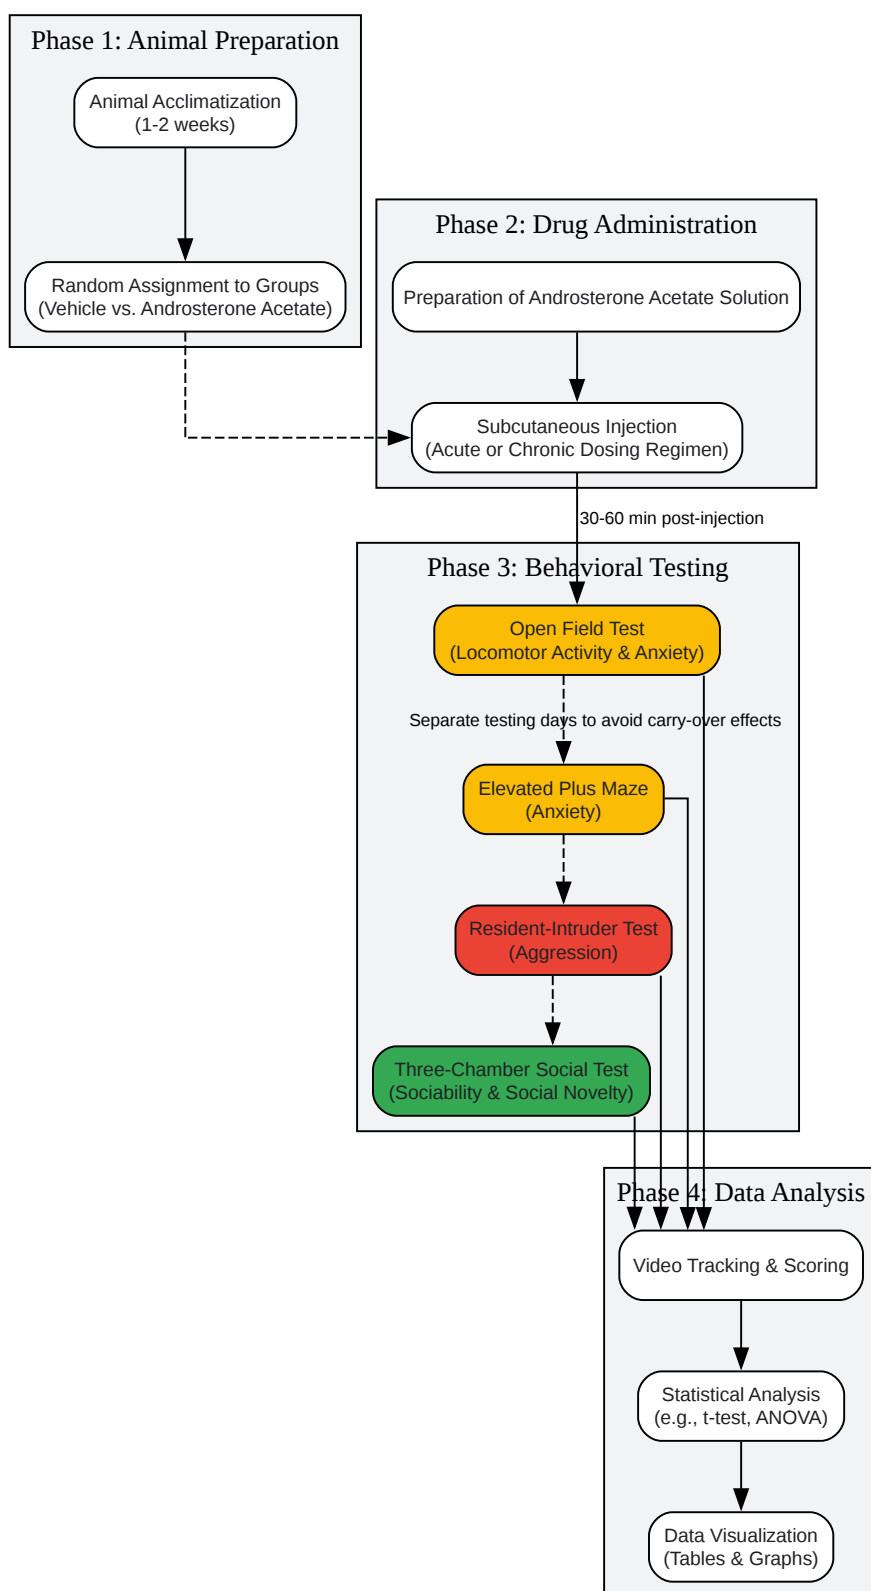 Phase 1: Animal Preparation
Animal Acclimatization
(1-2 weeks)
Random Assignment to Groups
(Vehicle vs. Androsterone Acetate)
Phase 2: Drug Administration
Preparation of Androsterone Acetate Solution
Subcutaneous Injection
(Acute or Chronic Dosing Regimen)
30-60 min post-injection
Phase 3: Behavioral Testing
Open Field Test
(Locomotor Activity & Anxiety)
Separate testing days to avoid carry-over effects
Elevated Plus Maze
(Anxiety)
Resident-Intruder Test
(Aggression)
Three-Chamber Social Test
(Sociability & Social Novelty)
Phase 4: Data Analysis
Video Tracking & Scoring
Statistical Analysis
(e.g., t-test, ANOVA)
Data Visualization
(Tables & Graphs)